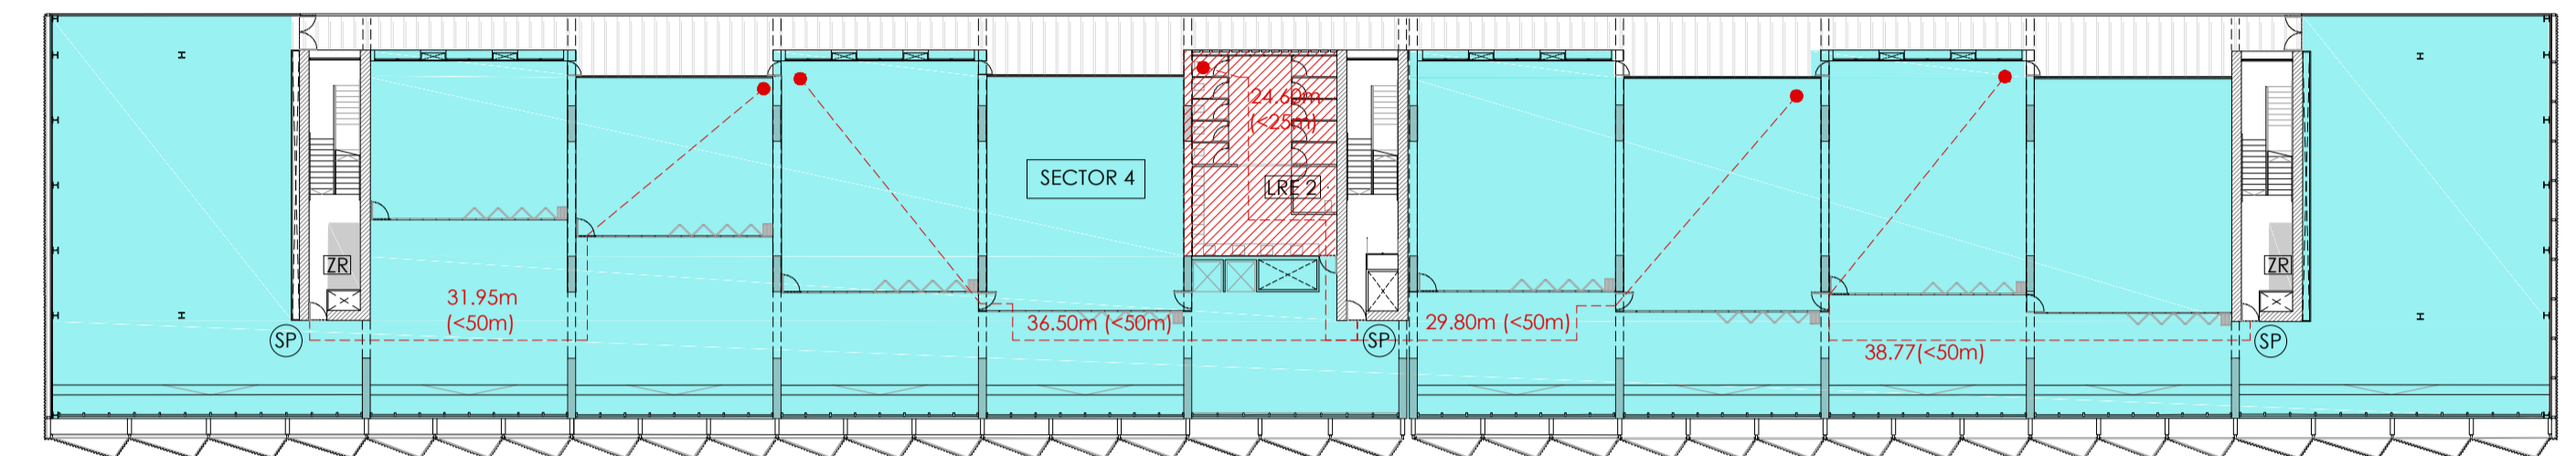 24.60m
(<25m)
SECTOR 4
LRE 2
ZR
ZR
31.95m
(<50m)
36.50m (<50m)
29.80m (<50m)
38.77(<50m)
SP
SP
SP